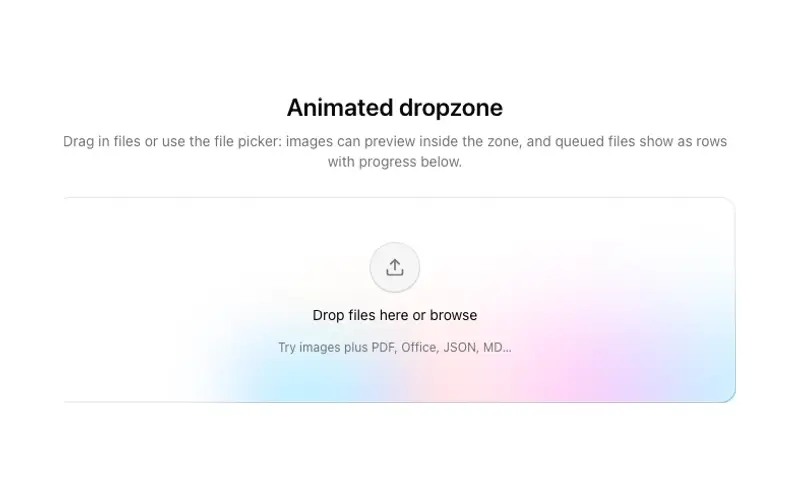 Animated dropzone
Drag in files or use the file picker: images can preview inside the zone, and queued files show as rows
with progress below.
Drop files here or browse
Try images plus PDF, Office, JSON, MD...